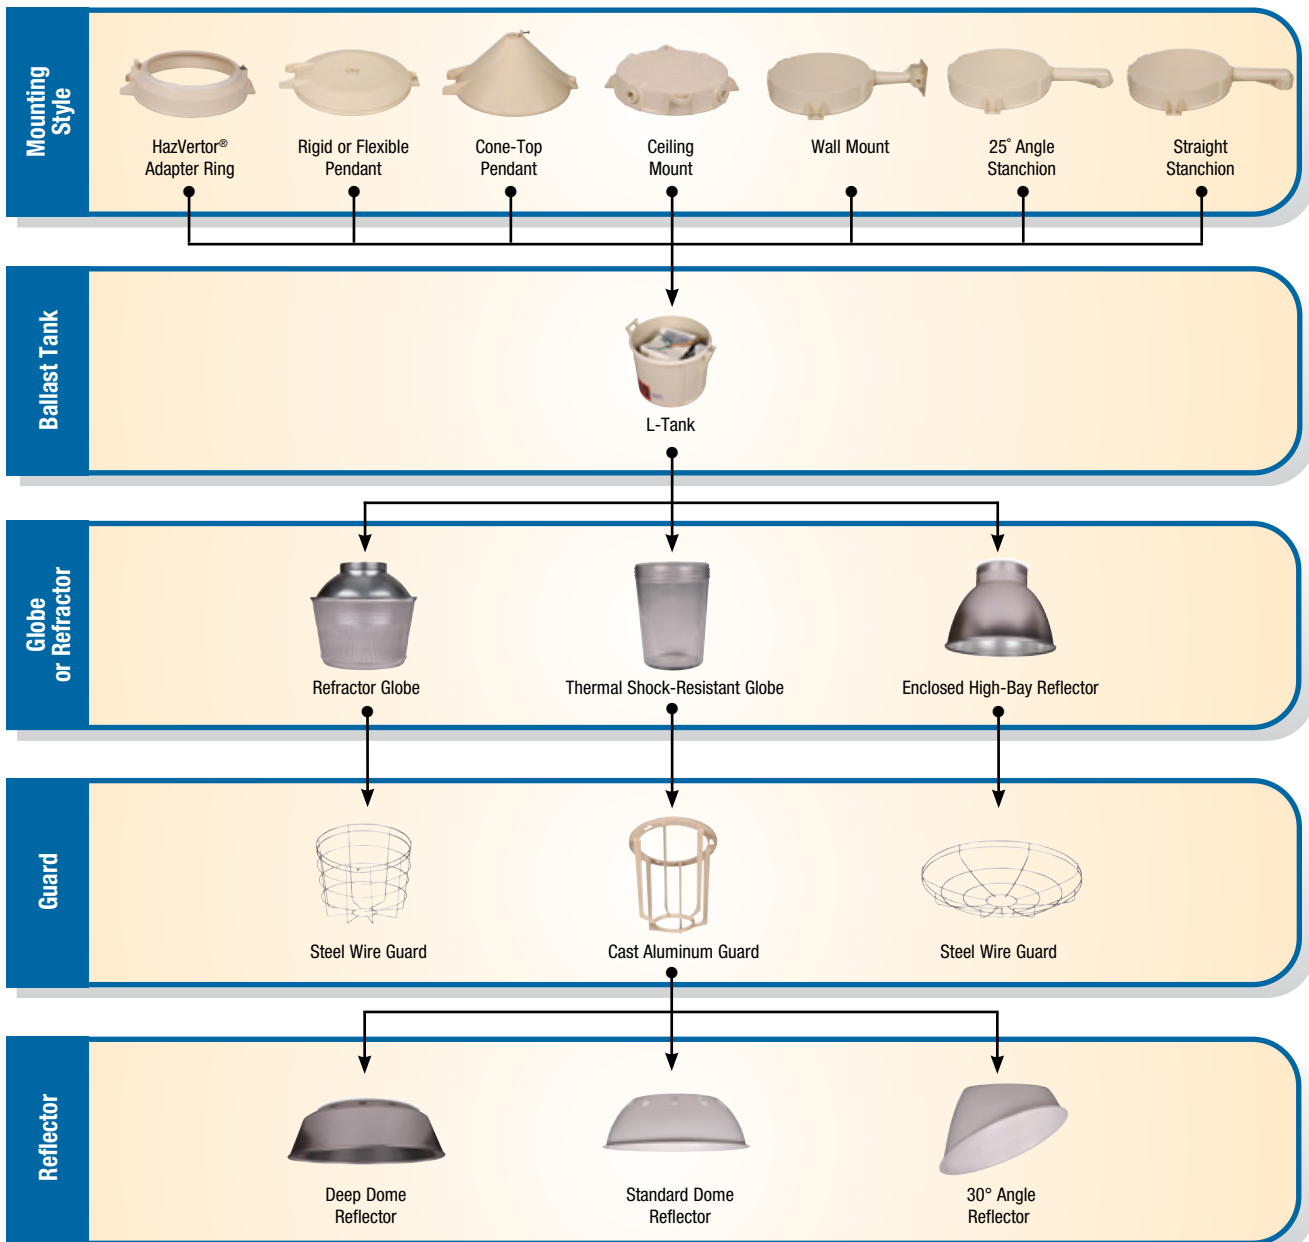 Mounting
Style
HazVertor®
Adapter Ring
Rigid or Flexible
Pendant
Cone-Top
Pendant
Ceiling
Mount
Wall Mount
25° Angle
Stanchion
Straight
Stanchion
Ballast Tank
L-Tank
Globe
or Refractor
Refractor Globe
Thermal Shock-Resistant Globe
Enclosed High-Bay Reflector
Guard
Steel Wire Guard
Cast Aluminum Guard
Steel Wire Guard
Reflector
Deep Dome
Reflector
Standard Dome
Reflector
30° Angle
Reflector